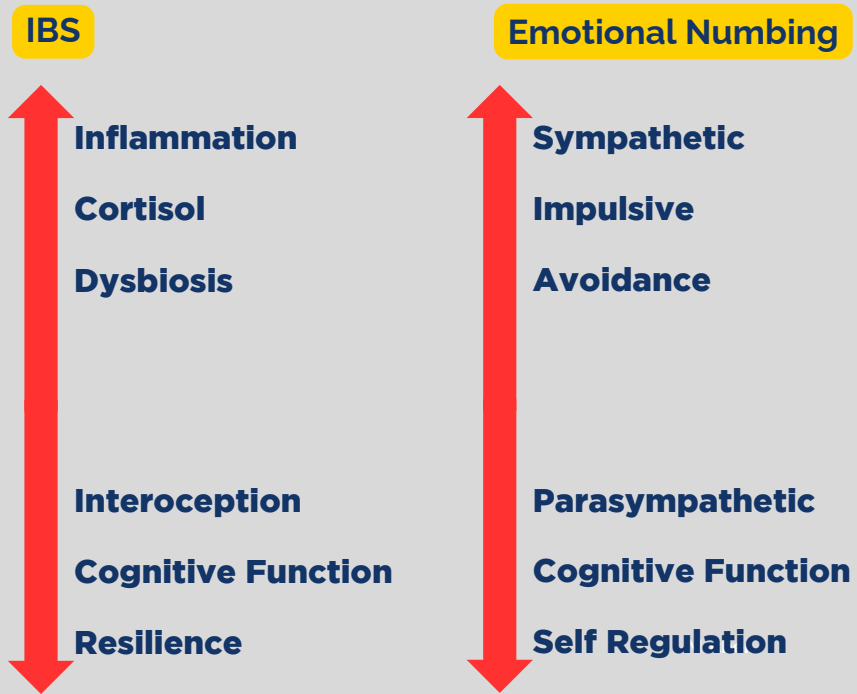 IBS
Inflammation
Cortisol
Dysbiosis
Interoception
Cognitive Function
Resilience
Emotional Numbing
Sympathetic
Impulsive
Avoidance
Parasympathetic
Cognitive Function
Self Regulation